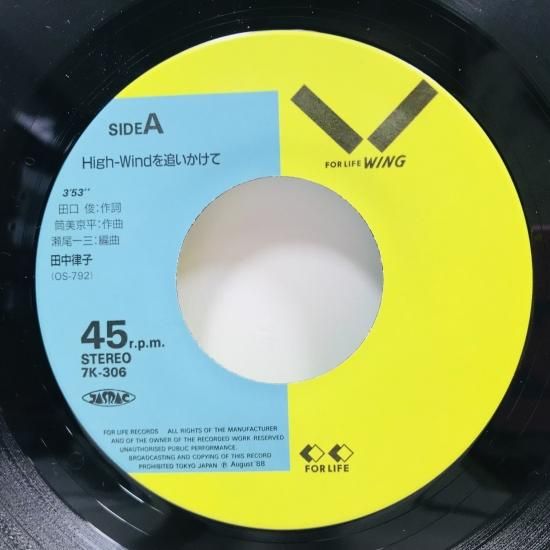 SIDE A
High-Windを追いかけて
3'53''
田口 俊:作詞
筒美京平:作曲
瀬尾一三:編曲
田中律子
(OS-792)
45 r.p.m.
STEREO
7K-306
JASRAC
FOR LIFE WING
FOR LIFE RECORDS ALL RIGHTS OF THE MANUFACTURER
AND OF THE OWNER OF THE RECORDED WORK RESERVED
UNAUTHORISED PUBLIC PERFORMANCE.
BROADCASTING AND COPYING OF THIS RECORD
PROHIBITED TOKYO JAPAN Ⓟ August '88
FOR LIFE